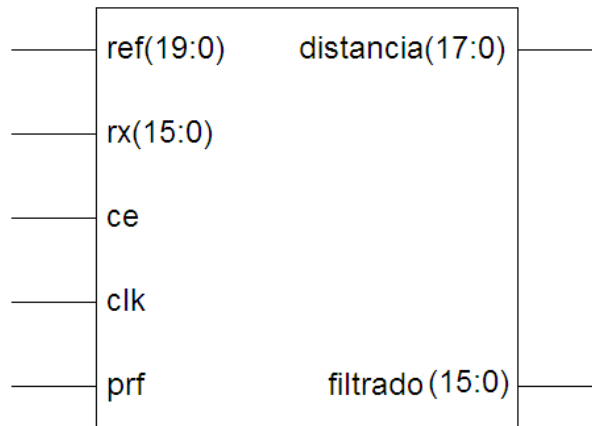 ref(19:0) distancia(17:0)
rx(15:0)
ce
clk
prf filtrado (15:0)